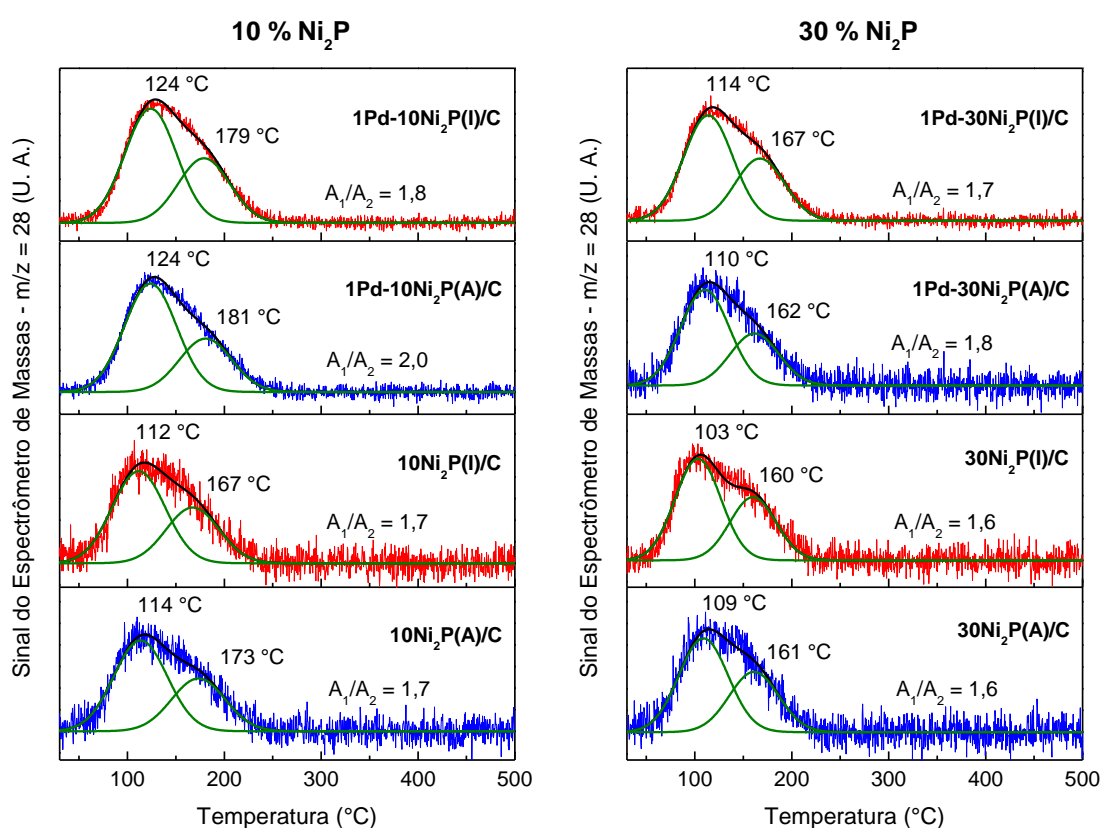 10 % Ni₂P
Sinal do Espectrômetro de Massas - m/z = 28 (U. A.)
124 °C
1Pd-10Ni₂P(I)/C
179 °C
A₁/A₂ = 1,8
124 °C
1Pd-10Ni₂P(A)/C
181 °C
A₁/A₂ = 2,0
112 °C
10Ni₂P(I)/C
167 °C
A₁/A₂ = 1,7
114 °C
10Ni₂P(A)/C
173 °C
A₁/A₂ = 1,7
100 200 300 400 500
Temperatura (°C)
30 % Ni₂P
Sinal do Espectrômetro de Massas - m/z = 28 (U. A.)
114 °C
1Pd-30Ni₂P(I)/C
167 °C
A₁/A₂ = 1,7
110 °C
1Pd-30Ni₂P(A)/C
162 °C
A₁/A₂ = 1,8
103 °C
30Ni₂P(I)/C
160 °C
A₁/A₂ = 1,6
109 °C
30Ni₂P(A)/C
161 °C
A₁/A₂ = 1,6
100 200 300 400 500
Temperatura (°C)